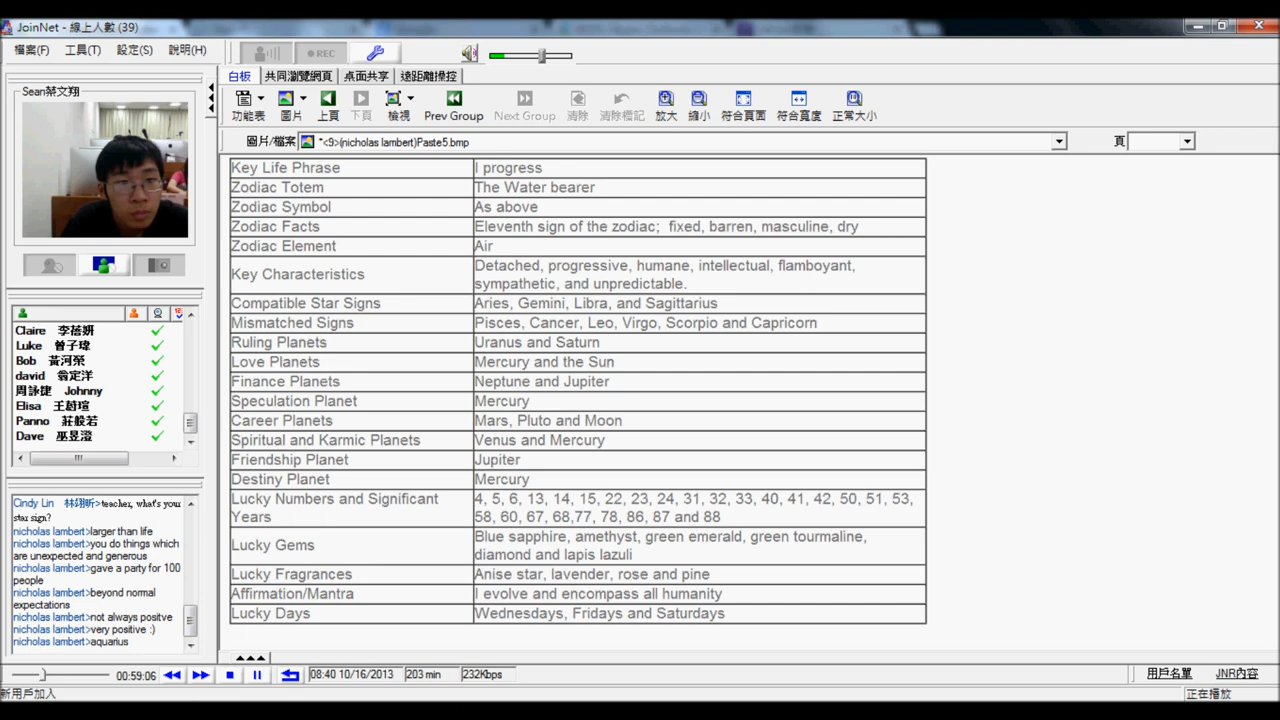 JoinNet - 線上人數 (39)
檔案(F) 工具(T) 設定(S) 說明(H)
REC
Sean蔡文翔
白板 共同瀏覽網頁 桌面共享 遠距離操控
功能表 圖片 上頁 下頁 檢視 Prev Group Next Group 清除 清除標記 放大 縮小 符合頁面 符合寬度 正常大小
圖片/檔案 *<9>(nicholas lambert)Paste5.bmp 頁
Key Life Phrase I progress
Zodiac Totem The Water bearer
Zodiac Symbol As above
Zodiac Facts Eleventh sign of the zodiac; fixed, barren, masculine, dry
Zodiac Element Air
Key Characteristics Detached, progressive, humane, intellectual, flamboyant,
sympathetic, and unpredictable.
Compatible Star Signs Aries, Gemini, Libra, and Sagittarius
Mismatched Signs Pisces, Cancer, Leo, Virgo, Scorpio and Capricorn
Ruling Planets Uranus and Saturn
Love Planets Mercury and the Sun
Finance Planets Neptune and Jupiter
Speculation Planet Mercury
Career Planets Mars, Pluto and Moon
Spiritual and Karmic Planets Venus and Mercury
Friendship Planet Jupiter
Destiny Planet Mercury
Lucky Numbers and Significant Years 4, 5, 6, 13, 14, 15, 22, 23, 24, 31, 32, 33, 40, 41, 42, 50, 51, 53,
58, 60, 67, 68,77, 78, 86, 87 and 88
Lucky Gems Blue sapphire, amethyst, green emerald, green tourmaline,
diamond and lapis lazuli
Lucky Fragrances Anise star, lavender, rose and pine
Affirmation/Mantra I evolve and encompass all humanity
Lucky Days Wednesdays, Fridays and Saturdays
Claire 李蓓妍
Luke 曾子瑋
Bob 黃河榮
david 翁定洋
周詠捷 Johnny
Elisa 王蒔瑄
Panno 莊般若
Dave 巫昱澄
Cindy Lin 林翊昕>teacher, what's your
star sign?
nicholas lambert>larger than life
nicholas lambert>you do things which
are unexpected and generous
nicholas lambert>gave a party for 100
people
nicholas lambert>beyond normal
expectations
nicholas lambert>not always positve
nicholas lambert>very positive :)
nicholas lambert>aquarius
00:59:06 08:40 10/16/2013 203 min 232Kbps 用戶名單 JNR內容
新用戶加入 正在播放